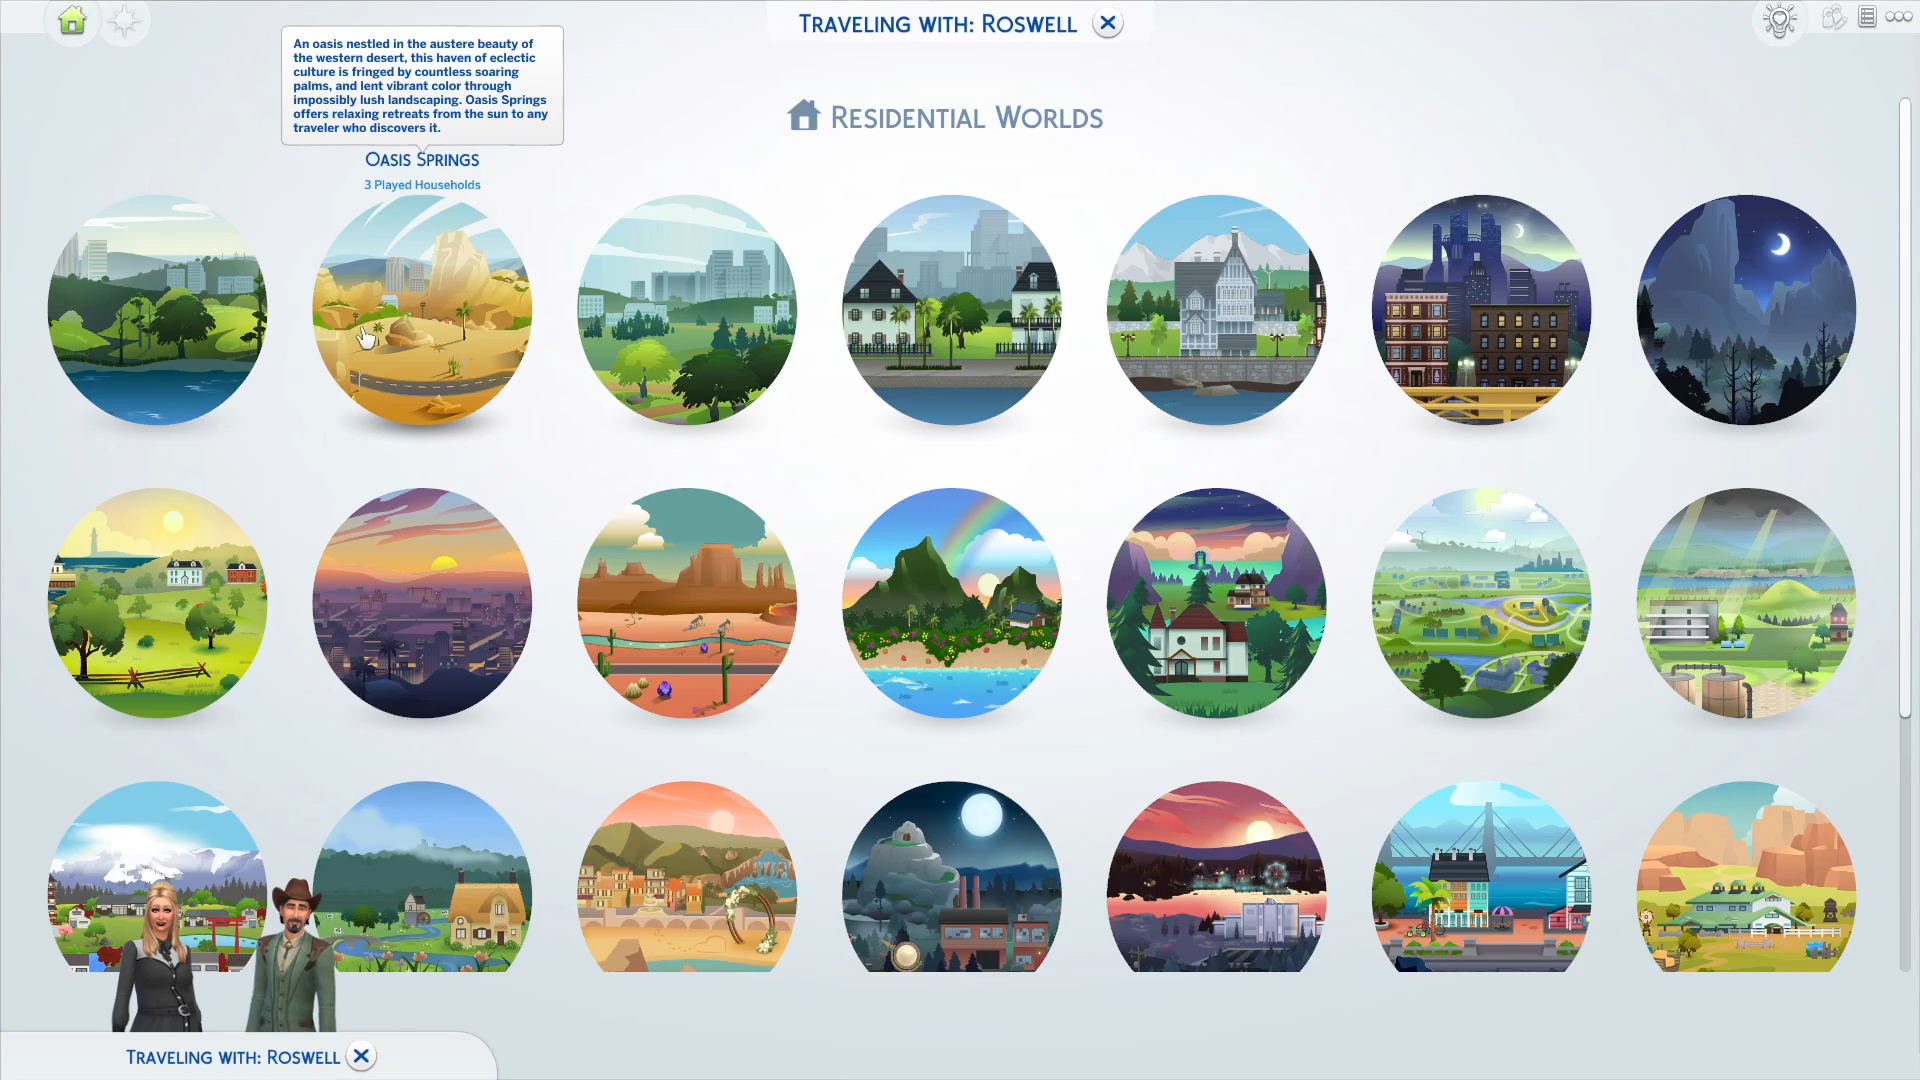 Traveling with: Roswell
An oasis nestled in the austere beauty of
the western desert, this haven of eclectic
culture is fringed by countless soaring
palms, and lent vibrant color through
impossibly lush landscaping. Oasis Springs
offers relaxing retreats from the sun to any
traveler who discovers it.
Residential Worlds
Oasis Springs
3 Played Households
Traveling with: Roswell